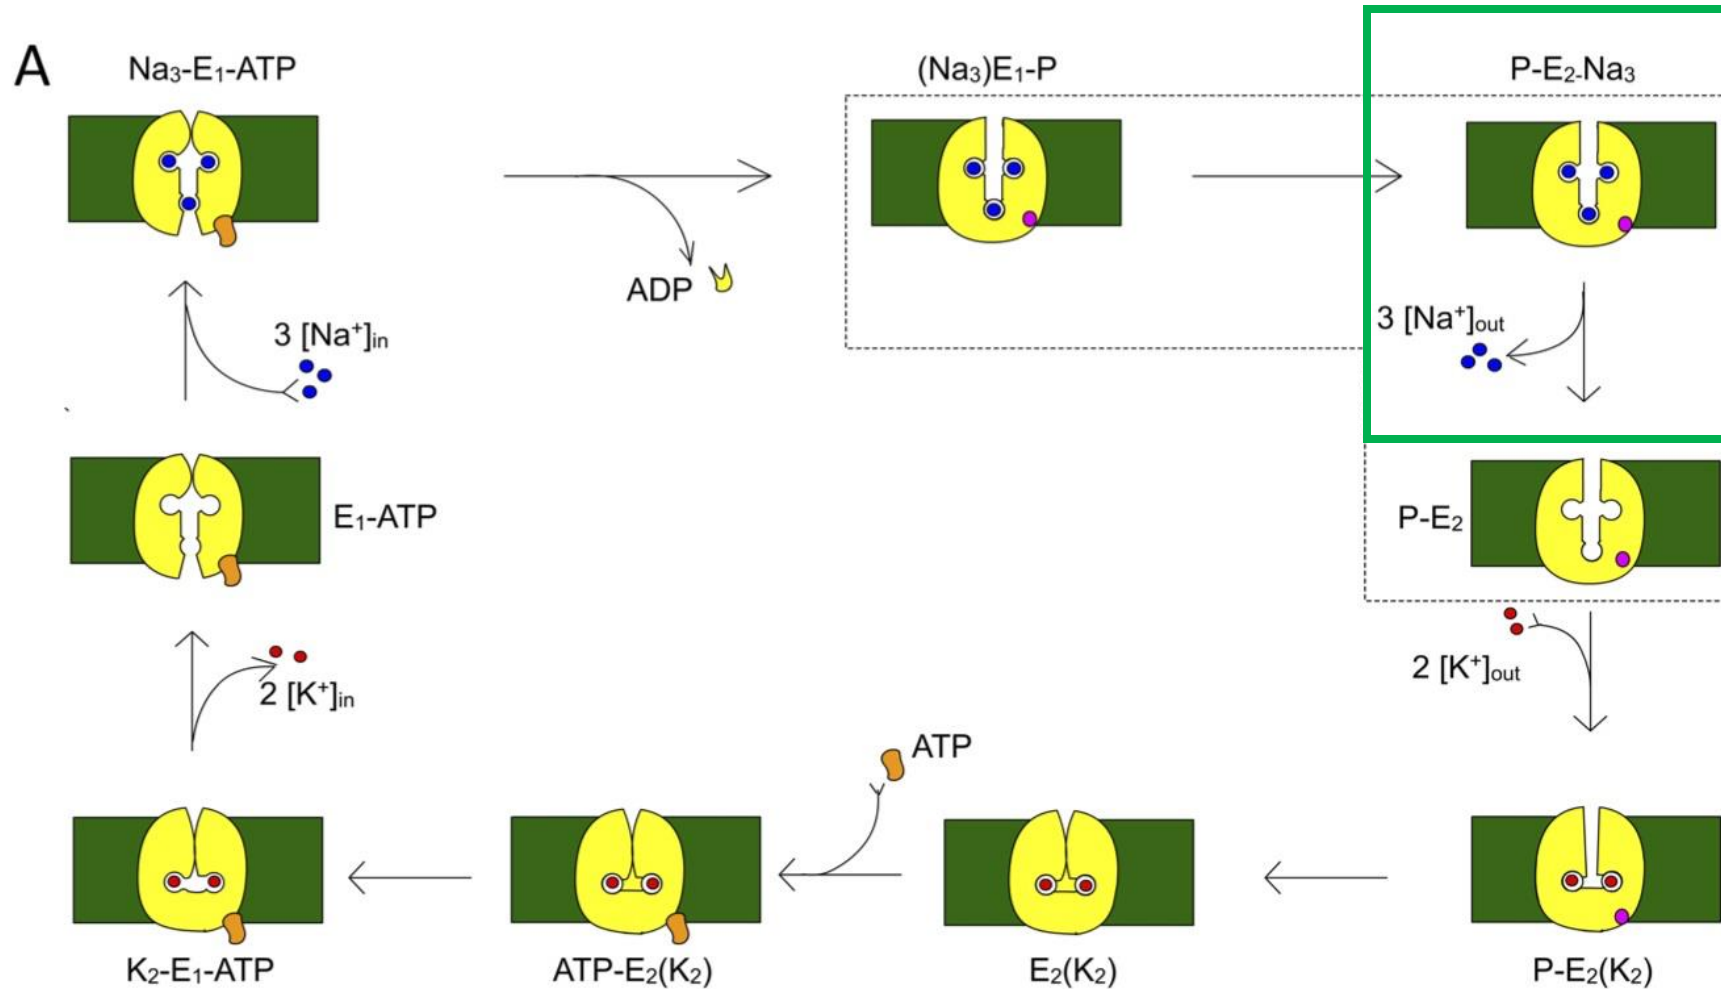 A
Na₃-E₁-ATP
(Na₃)E₁-P
P-E₂-Na₃
ADP
3 [Na⁺]in
3 [Na⁺]out
E₁-ATP
P-E₂
2 [K⁺]in
2 [K⁺]out
ATP
K₂-E₁-ATP
ATP-E₂(K₂)
E₂(K₂)
P-E₂(K₂)